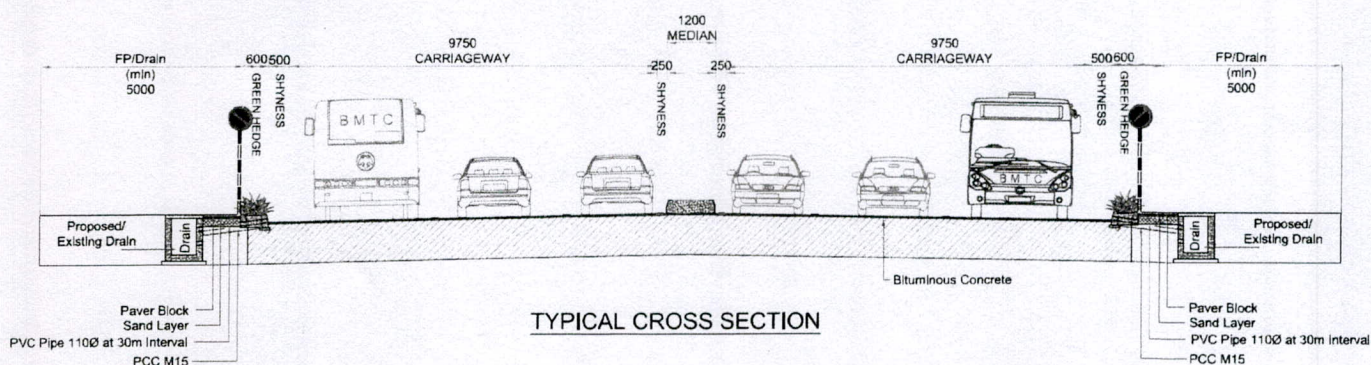 1200
MEDIAN
FP/Drain
(min)
5000
600
500
9750
CARRIAGEWAY
250
250
9750
CARRIAGEWAY
500
600
FP/Drain
(min)
5000
GREEN HEDGE
SHYNESS
SHYNESS
SHYNESS
SHYNESS
GREEN HEDGE
BMTC
BMTC
Proposed/
Existing Drain
Drain
Drain
Proposed/
Existing Drain
Bituminous Concrete
Paver Block
Sand Layer
PVC Pipe 110Ø at 30m Interval
PCC M15
TYPICAL CROSS SECTION
Paver Block
Sand Layer
PVC Pipe 110Ø at 30m Interval
PCC M15